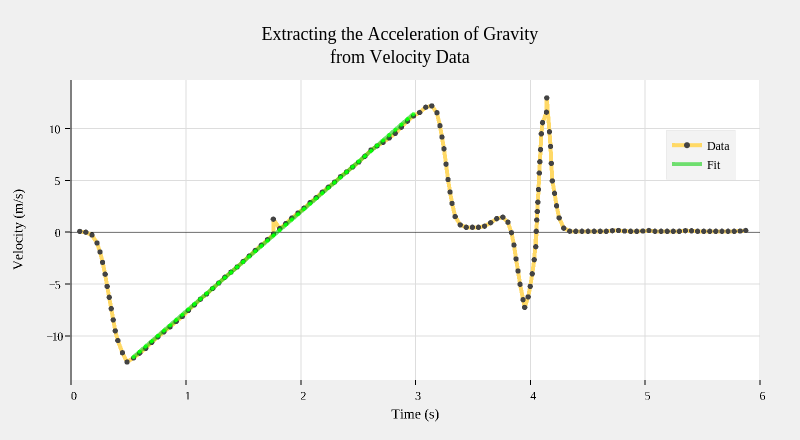 Extracting the Acceleration of Gravity
from Velocity Data
Velocity (m/s)
10
5
0
−5
−10
Data
Fit
0 1 2 3 4 5 6
Time (s)